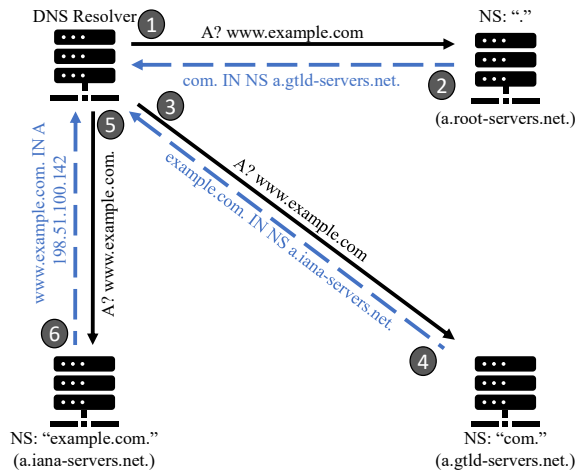 DNS Resolver
1
A? www.example.com
NS: “.”
com. IN NS a.gtld-servers.net.
2
(a.root-servers.net.)
3
5
A? www.example.com
example.com. IN NS a.iana-servers.net.
www.example.com. IN A
198.51.100.142
A? www.example.com.
6
4
NS: “example.com.”
(a.iana-servers.net.)
NS: “com.”
(a.gtld-servers.net.)